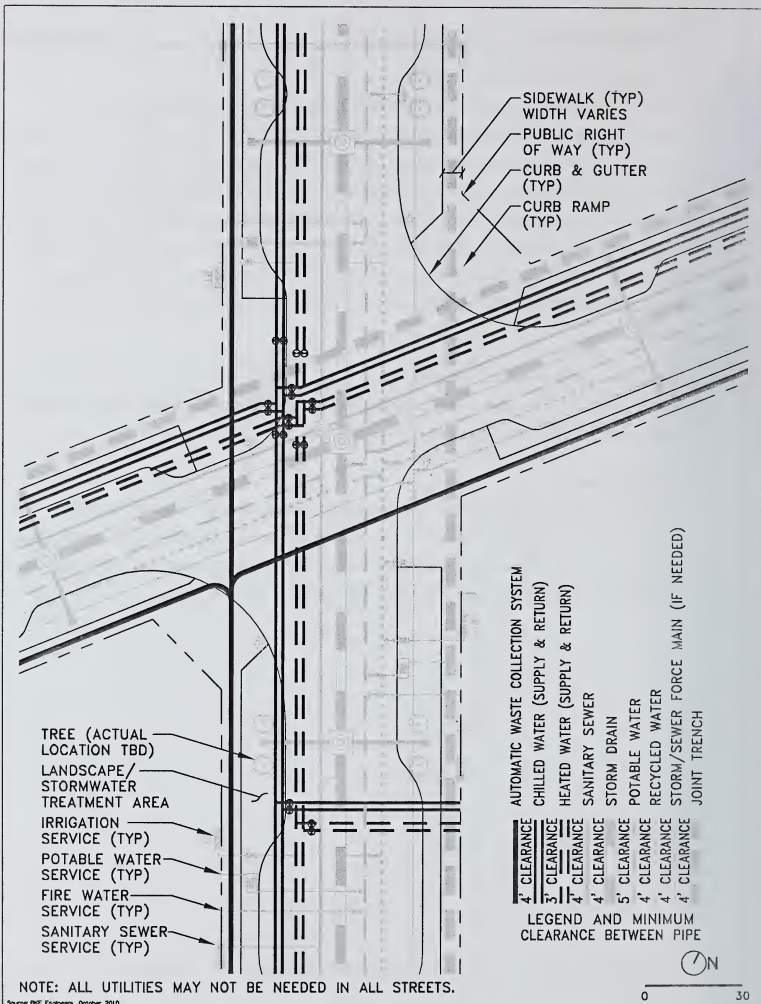 SIDEWALK (TYP)
WIDTH VARIES
PUBLIC RIGHT
OF WAY (TYP)
CURB & GUTTER
(TYP)
CURB RAMP
(TYP)
TREE (ACTUAL
LOCATION TBD)
LANDSCAPE/
STORMWATER
TREATMENT AREA
IRRIGATION
SERVICE (TYP)
POTABLE WATER
SERVICE (TYP)
FIRE WATER
SERVICE (TYP)
SANITARY SEWER
SERVICE (TYP)
AUTOMATIC WASTE COLLECTION SYSTEM
4' CLEARANCE
CHILLED WATER (SUPPLY & RETURN)
3' CLEARANCE
HEATED WATER (SUPPLY & RETURN)
4' CLEARANCE
SANITARY SEWER
4' CLEARANCE
STORM DRAIN
5' CLEARANCE
POTABLE WATER
4' CLEARANCE
RECYCLED WATER
4' CLEARANCE
STORM/SEWER FORCE MAIN (IF NEEDED)
4' CLEARANCE
JOINT TRENCH
LEGEND AND MINIMUM
CLEARANCE BETWEEN PIPE
N
0 30
NOTE: ALL UTILITIES MAY NOT BE NEEDED IN ALL STREETS.
Source: BKF Engineers, October 2010